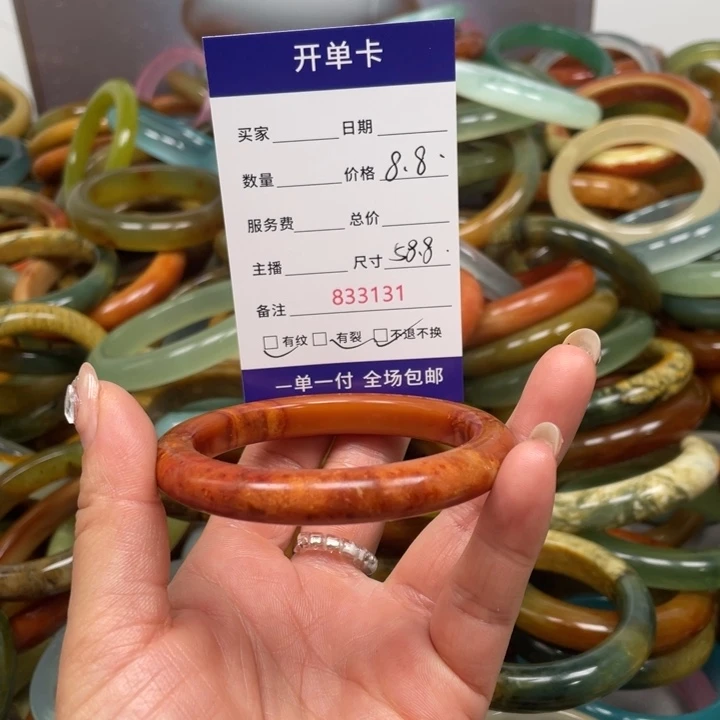 开单卡
买家 日期
数量 价格 8.8.
服务费 总价
主播 尺寸 58.8.
备注 833131
有纹 有裂 不退不换
一单一付 全场包邮